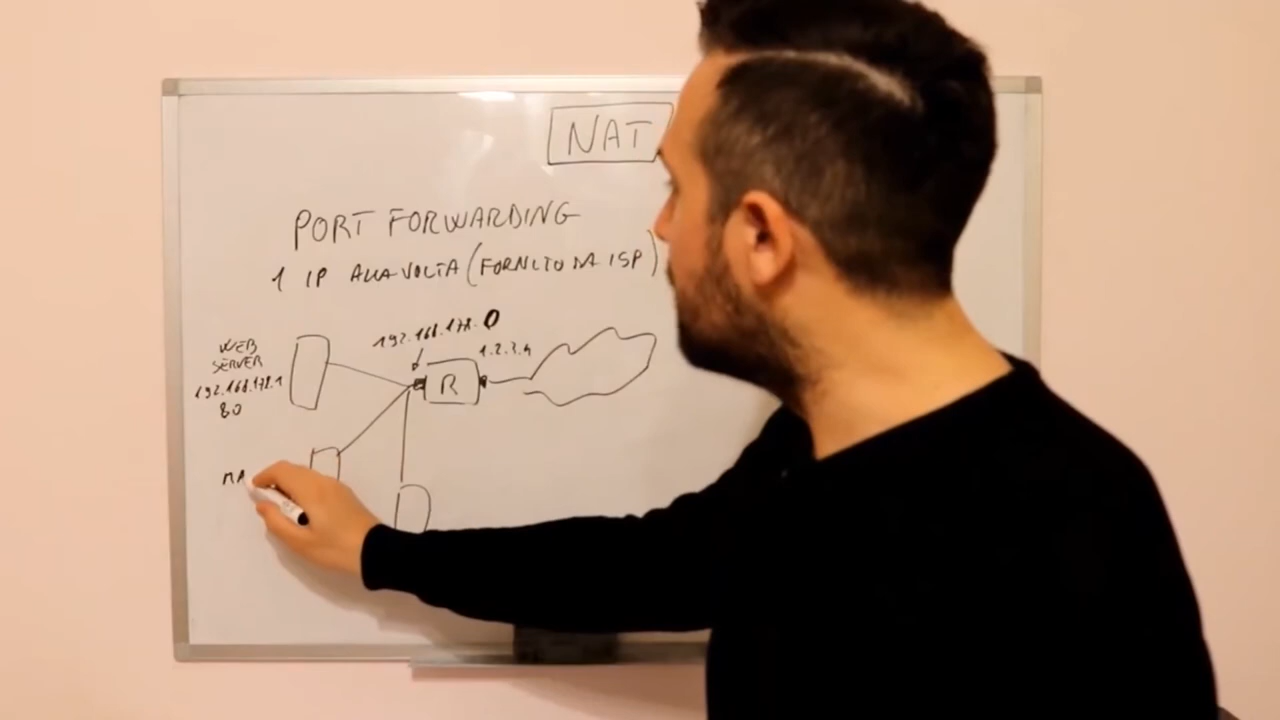 NAT
PORT FORWARDING
1 IP ALLA VOLTA (FORNITO DA ISP)
192.168.178.0
1.2.3.4
WEB
SERVER
192.168.178.1
80
R
MA